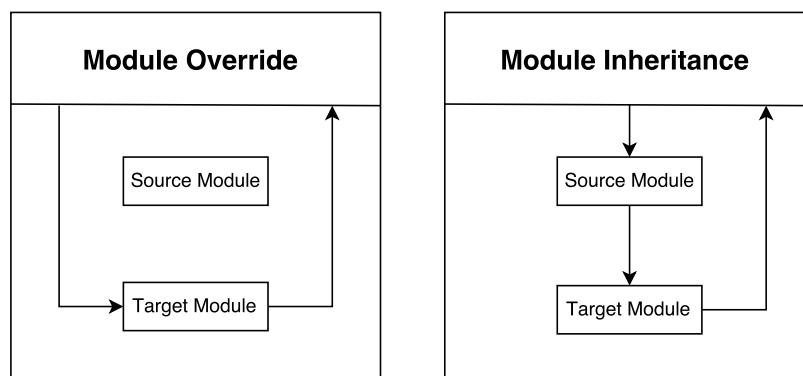 Module Override
Source Module
Target Module
Module Inheritance
Source Module
Target Module